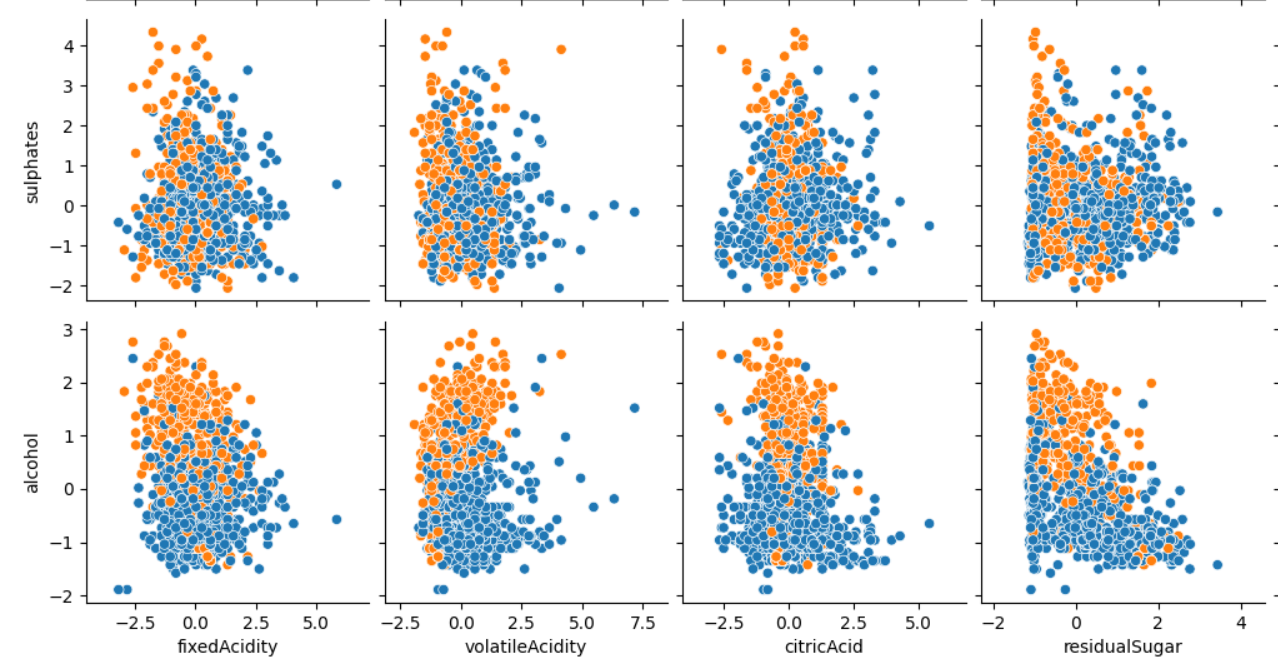 sulphates
4
3
2
1
0
−1
−2
alcohol
3
2
1
0
−1
−2
−2.5 0.0 2.5 5.0
fixedAcidity
−2.5 0.0 2.5 5.0 7.5
volatileAcidity
0.0 2.5 5.0
citricAcid
−2 0 2 4
residualSugar